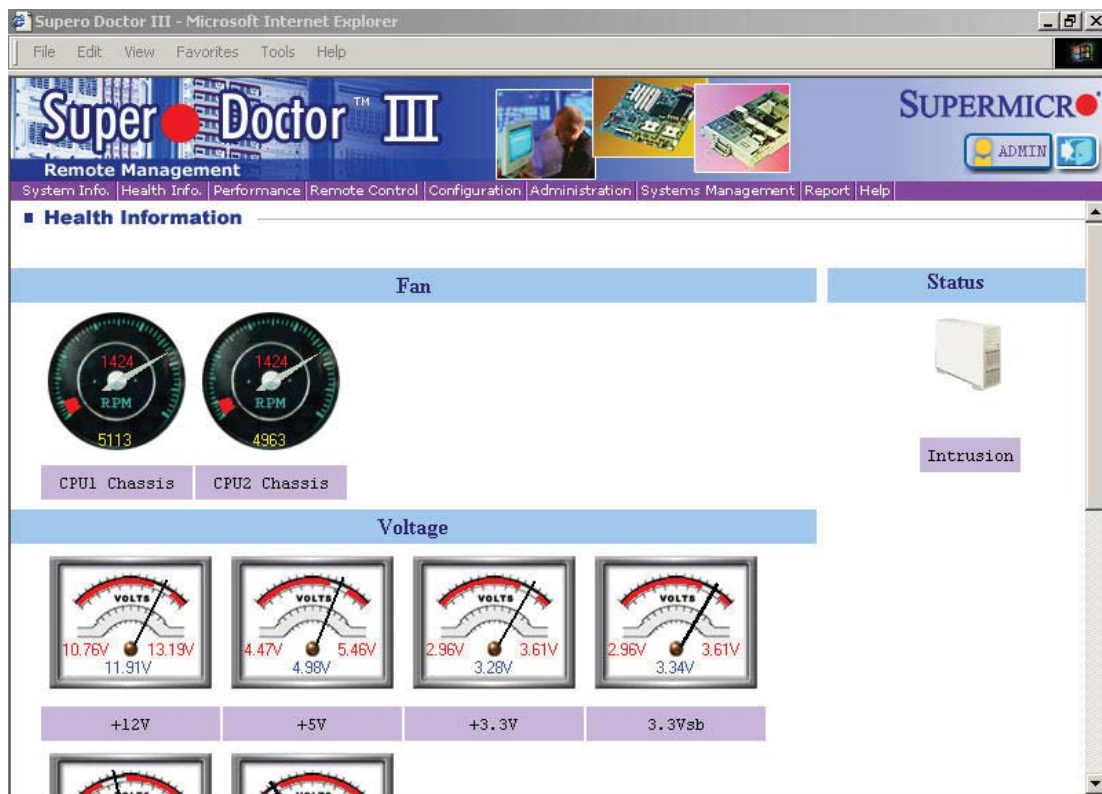 Supero Doctor III - Microsoft Internet Explorer
File Edit View Favorites Tools Help
Super Doctor™ III
Remote Management
SUPERMICR
ADMIN
System Info. Health Info. Performance Remote Control Configuration Administration Systems Management Report Help
Health Information
Fan
Status
1424
RPM
5113
1424
RPM
4963
CPU1 Chassis
CPU2 Chassis
Intrusion
Voltage
VOLTS
10.76V 13.19V
11.91V
VOLTS
4.47V 5.46V
4.98V
VOLTS
2.96V 3.61V
3.28V
VOLTS
2.96V 3.61V
3.34V
+12V
+5V
+3.3V
3.3Vsb